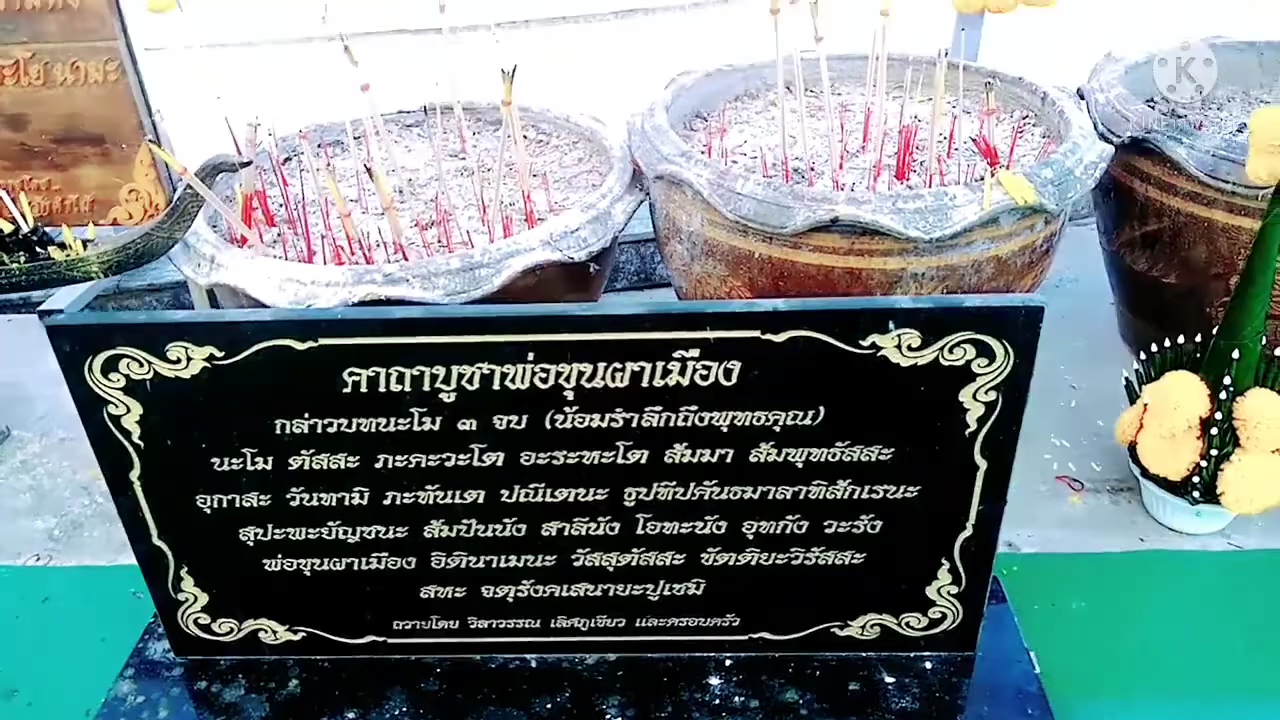 ะโย นามะ
คาถาบูชาพ่อขุนผาเมือง
กล่าวบทนะโม ๓ จบ (น้อมรำลึกถึงพุทธคุณ)
นะโม ตัสสะ ภะคะวะโต อะระหะโต สัมมา สัมพุทธัสสะ
อุกาสะ วันทามิ ภะทันเต ปณีเตนะ ธูปทีปคันธมาลาทิสักเรนะ
สุปะพะยัญชนะ สัมปันนัง สาลีนัง โอทะนัง อุทกัง วะรัง
พ่อขุนผาเมือง อิตินาเมนะ วัสสุตัสสะ ขัตติยะวิรัสสะ
สหะ จตุรังคเสนายะปูเชมิ
ถวายโดย วิลาวรรณ เลิศภูเขียว และครอบครัว